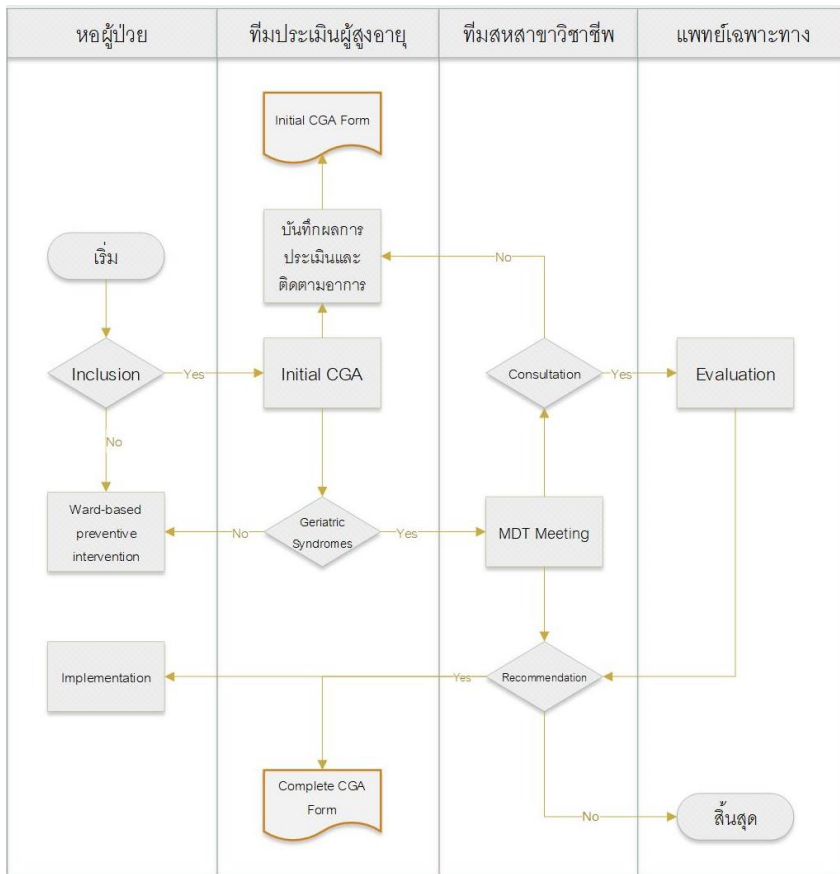 หอผู้ป่วย
ทีมประเมินผู้สูงอายุ
ทีมสหสาขาวิชาชีพ
แพทย์เฉพาะทาง
Initial CGA Form
บันทึกผลการ
ประเมินและ
ติดตามอาการ
No
เริ่ม
Inclusion
Yes
Initial CGA
Consultation
Yes
Evaluation
No
Ward-based
preventive
intervention
No
Geriatric
Syndromes
Yes
MDT Meeting
Implementation
Yes
Recommendation
Complete CGA
Form
No
สิ้นสุด